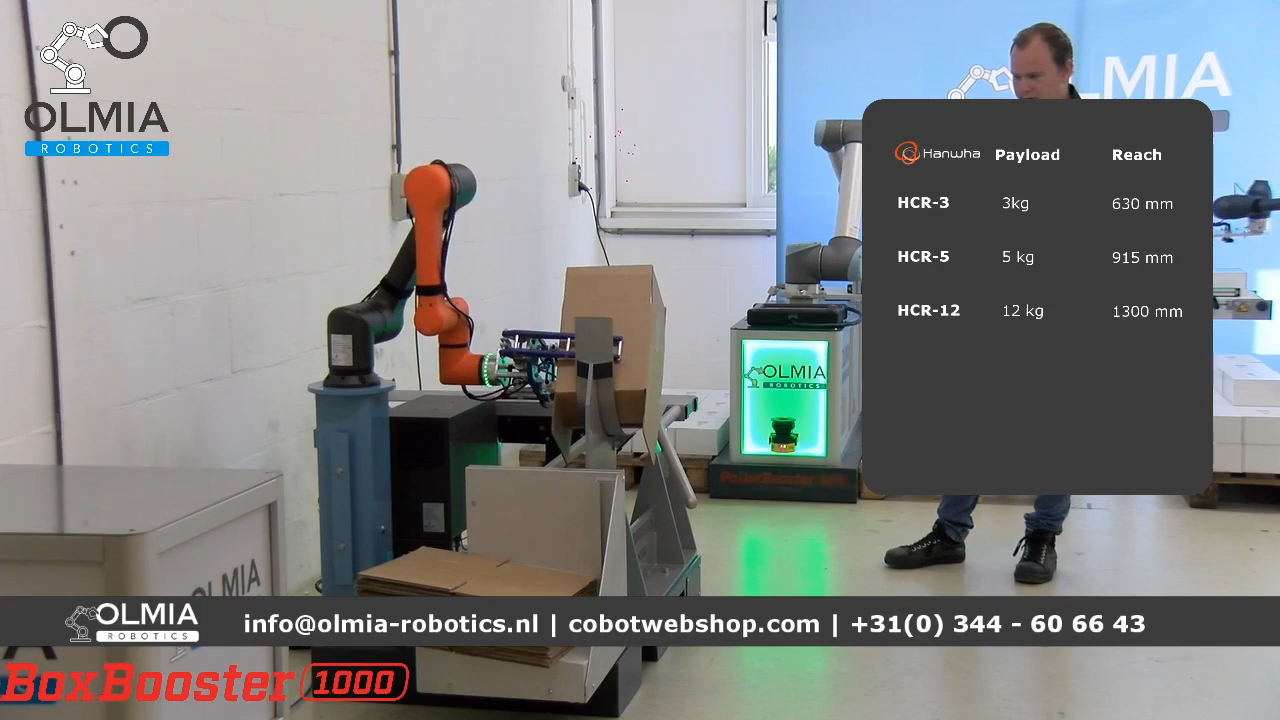 OLMIA
ROBOTICS
OLMIA
Hanwha Payload Reach
HCR-3 3kg 630 mm
HCR-5 5 kg 915 mm
HCR-12 12 kg 1300 mm
OLMIA
ROBOTICS
PalletBooster
OLMIA
OLMIA
ROBOTICS
info@olmia-robotics.nl | cobotwebshop.com | +31(0) 344 - 60 66 43
BoxBooster 1000